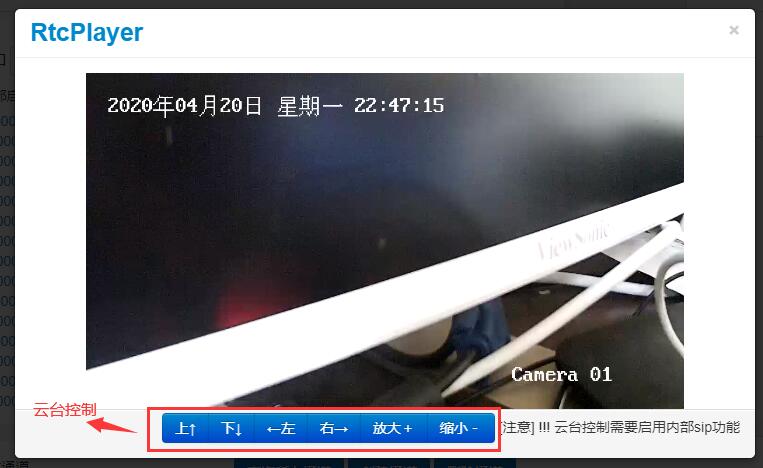 RtcPlayer
×
2020年04月20日 星期一 22:47:15
ViewSonic
Camera 01
云台控制
上↑ 下↓ ←左 右→ 放大+ 缩小-
[注意] !!! 云台控制需要启用内部sip功能